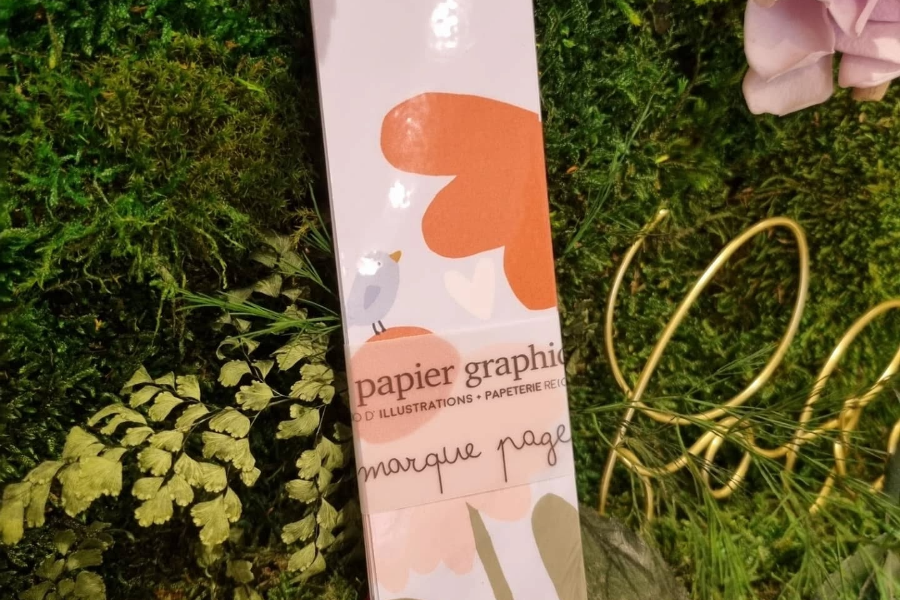 papier graphic
O D'ILLUSTRATIONS + PAPETERIE
marque page